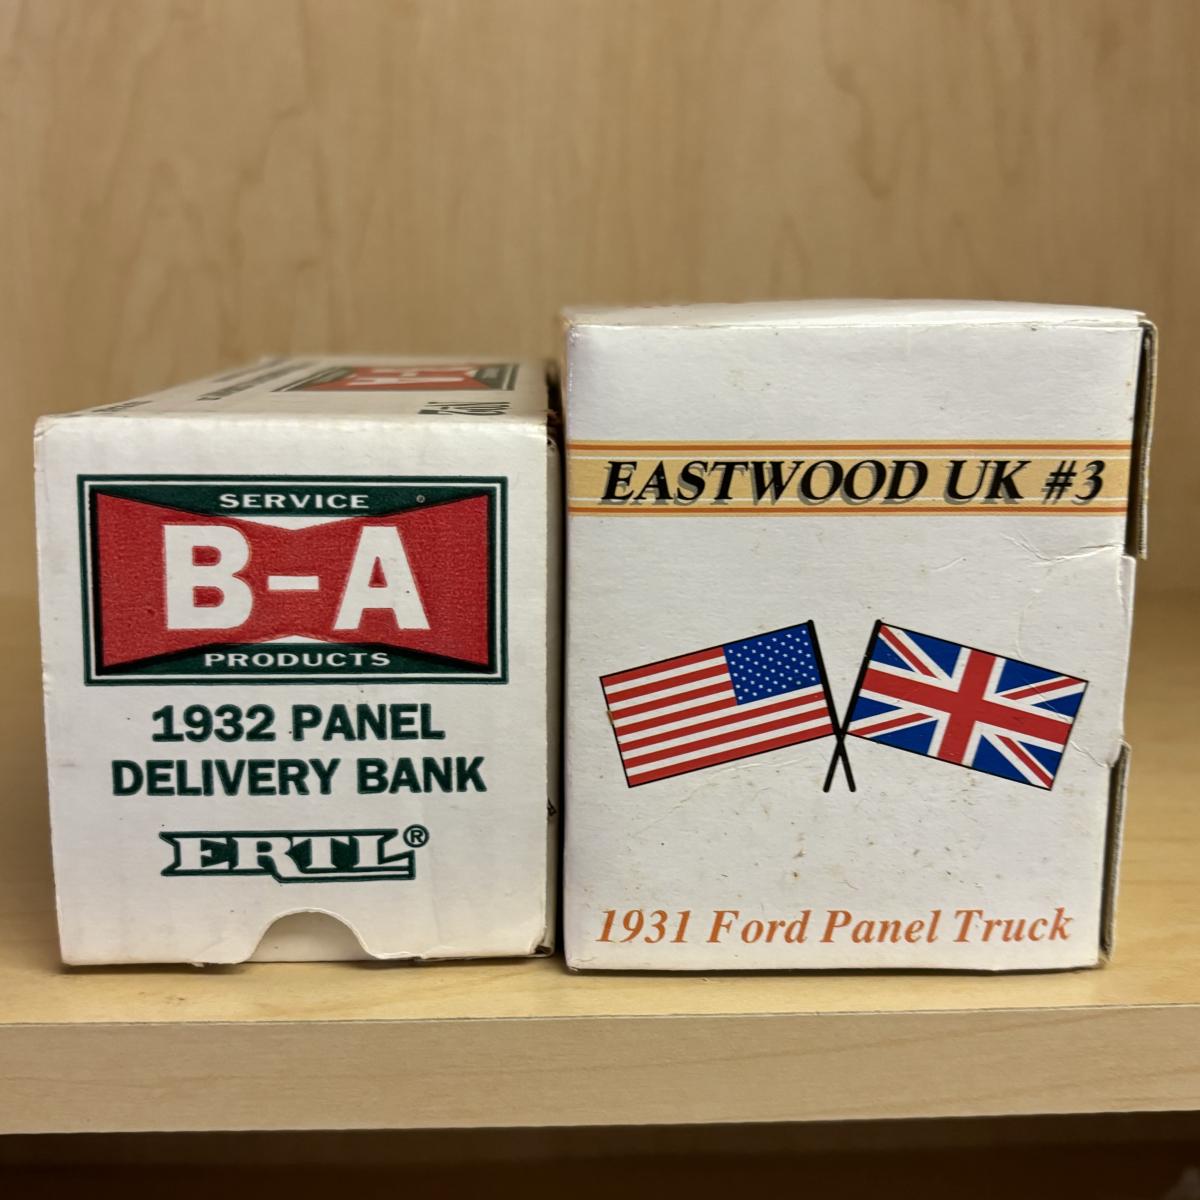 SERVICE
B-A
PRODUCTS
1932 PANEL
DELIVERY BANK
ERTL®
EASTWOOD UK #3
1931 Ford Panel Truck